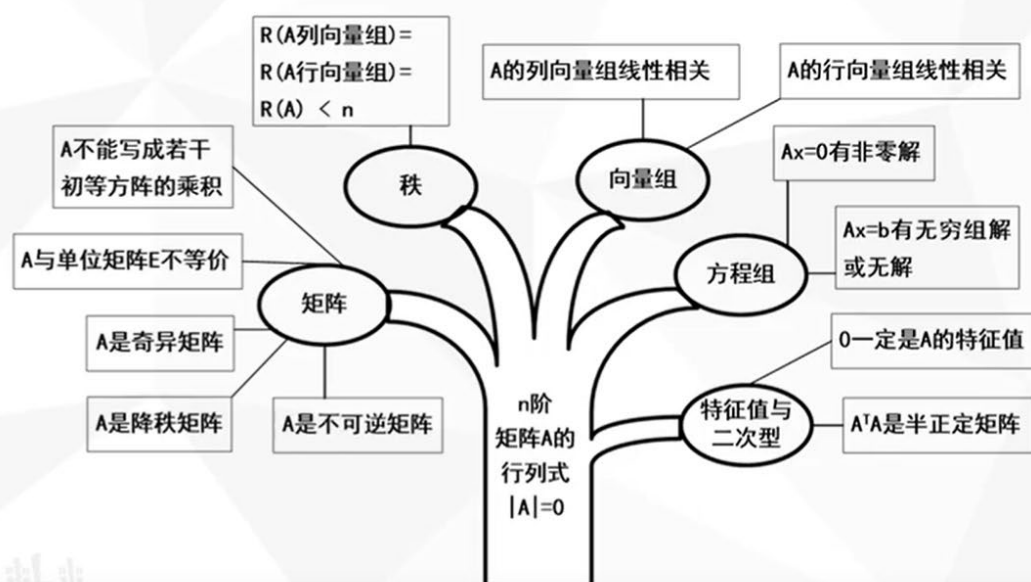 R(A列向量组)=
R(A行向量组)=
R(A) < n
A的列向量组线性相关
A的行向量组线性相关
A不能写成若干
初等方阵的乘积
Ax=0有非零解
秩
向量组
A与单位矩阵E不等价
Ax=b有无穷组解
或无解
方程组
矩阵
A是奇异矩阵
0一定是A的特征值
A是降秩矩阵
A是不可逆矩阵
n阶
矩阵A的
行列式
|A|=0
特征值与
二次型
AᵀA是半正定矩阵